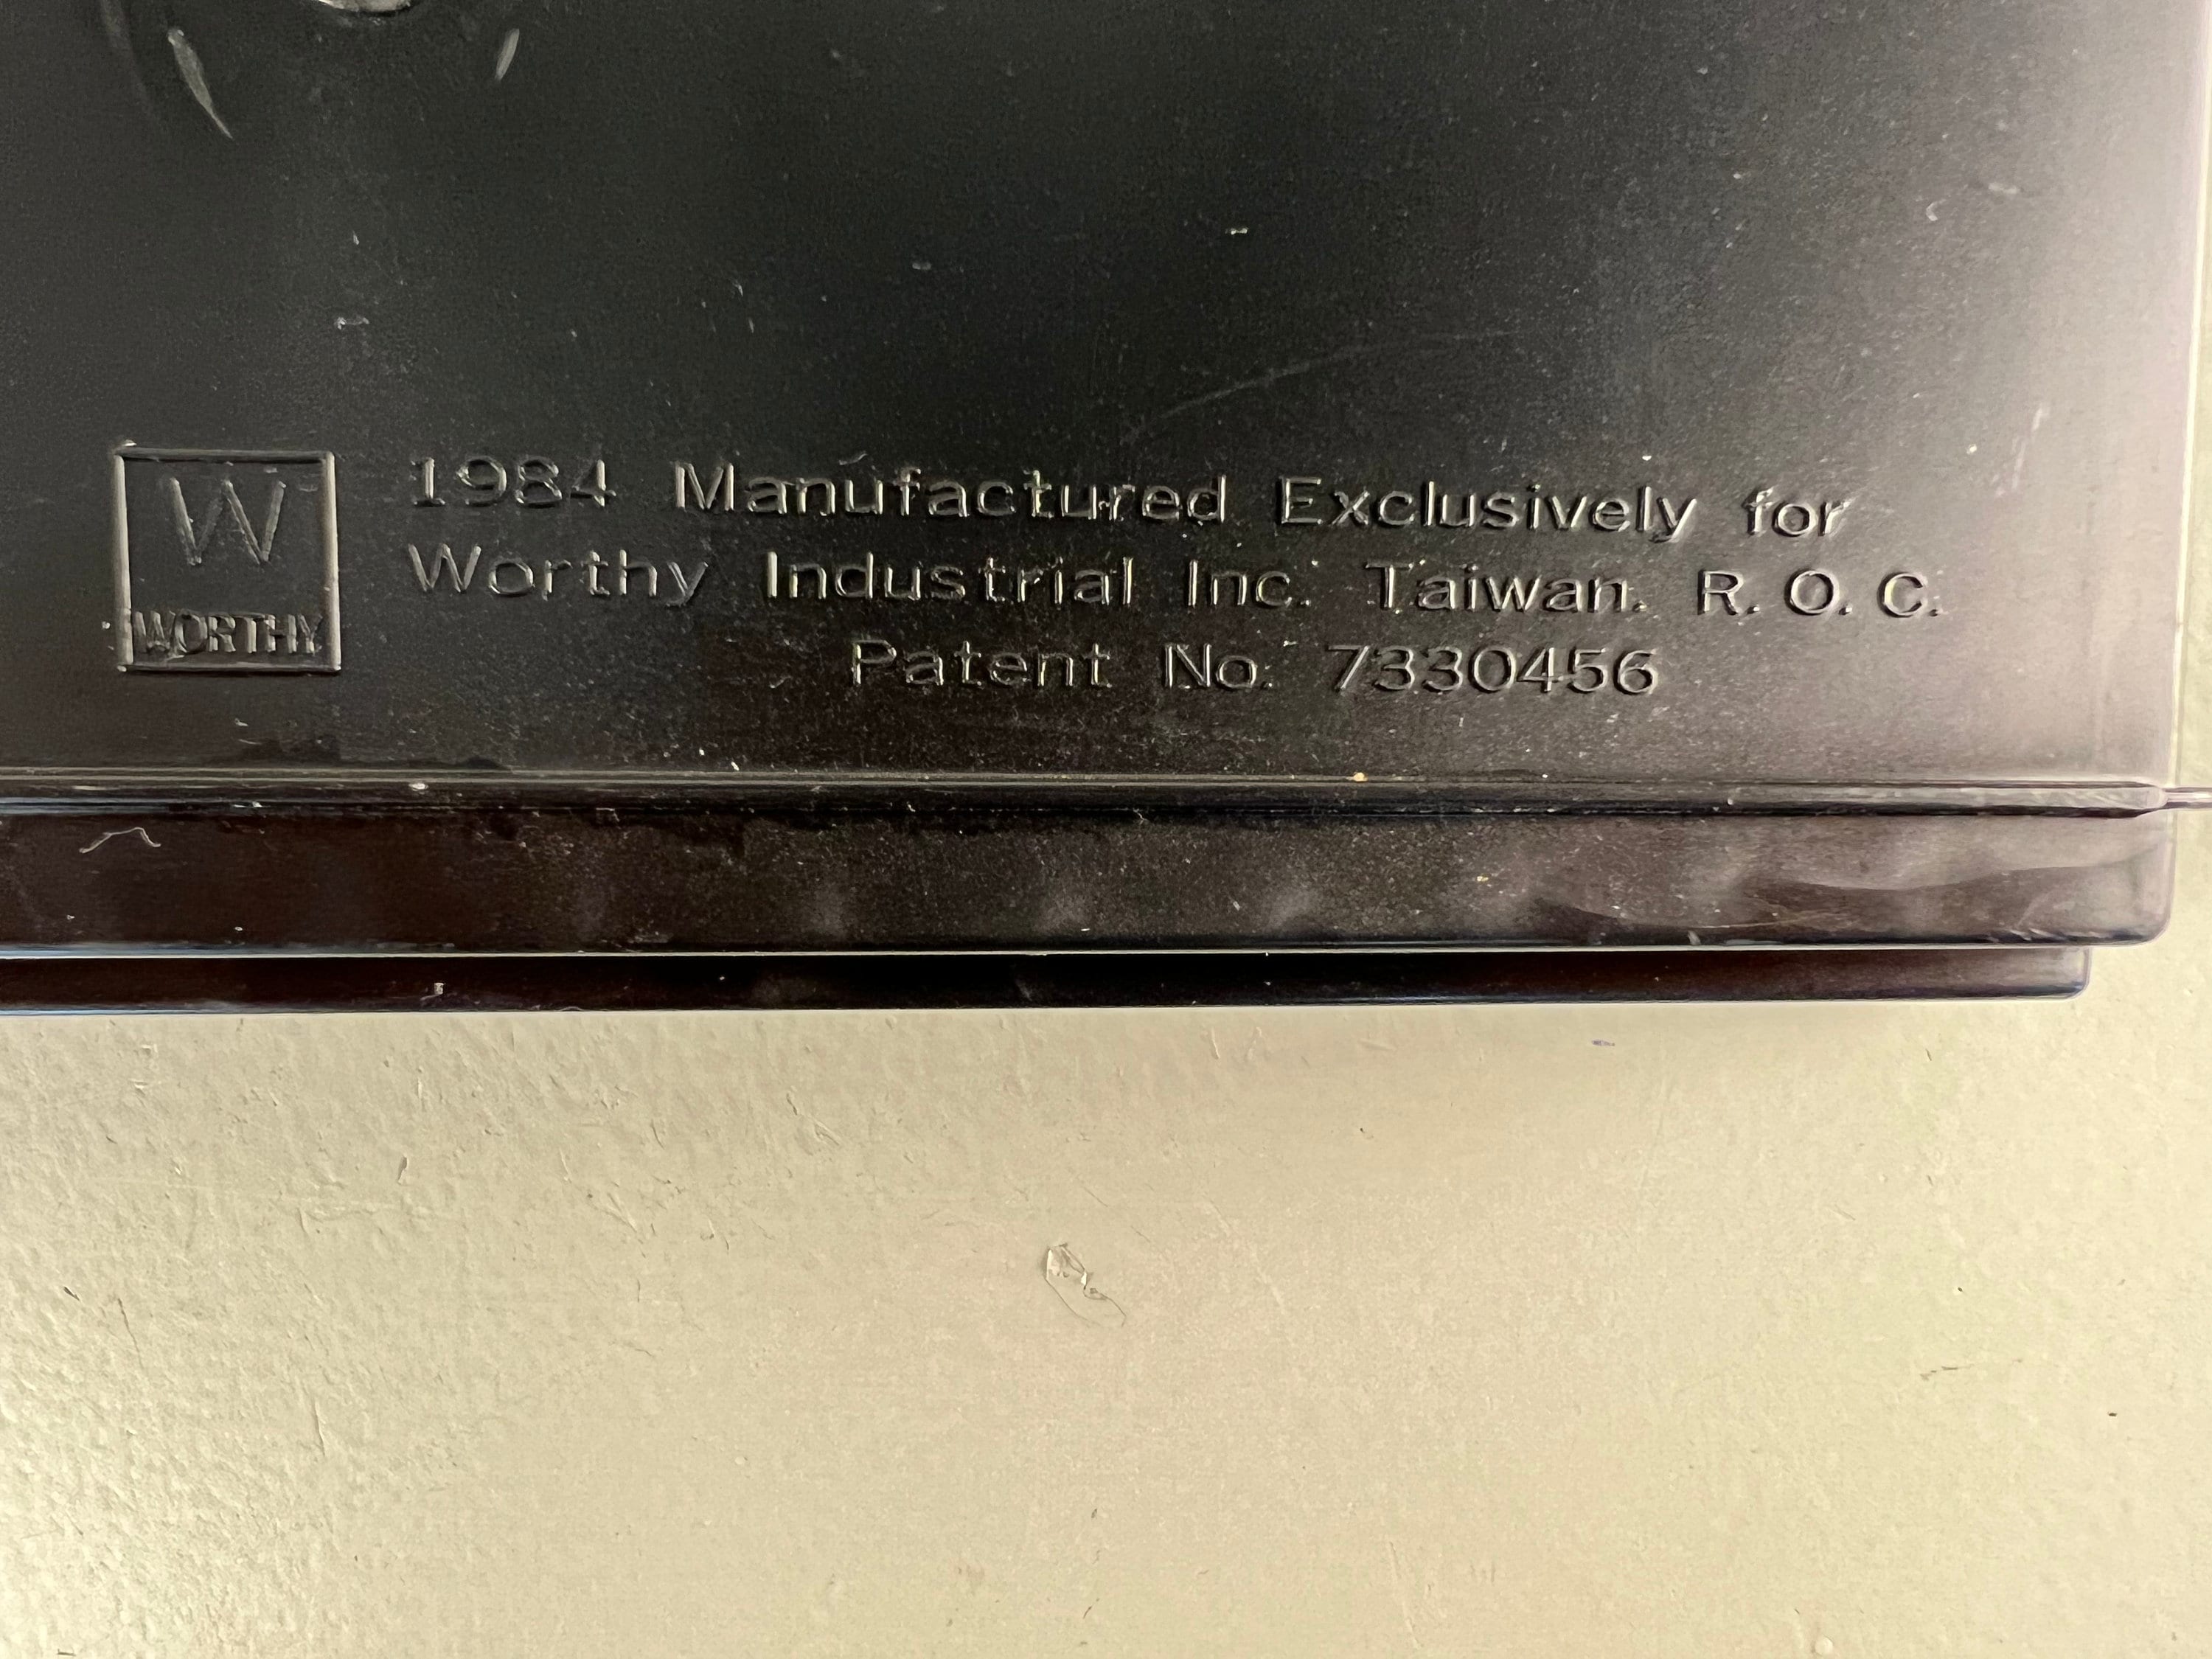 W
WORTHY
1984 Manufactured Exclusively for
Worthy Industrial Inc. Taiwan. R. O. C.
Patent No. 7330456